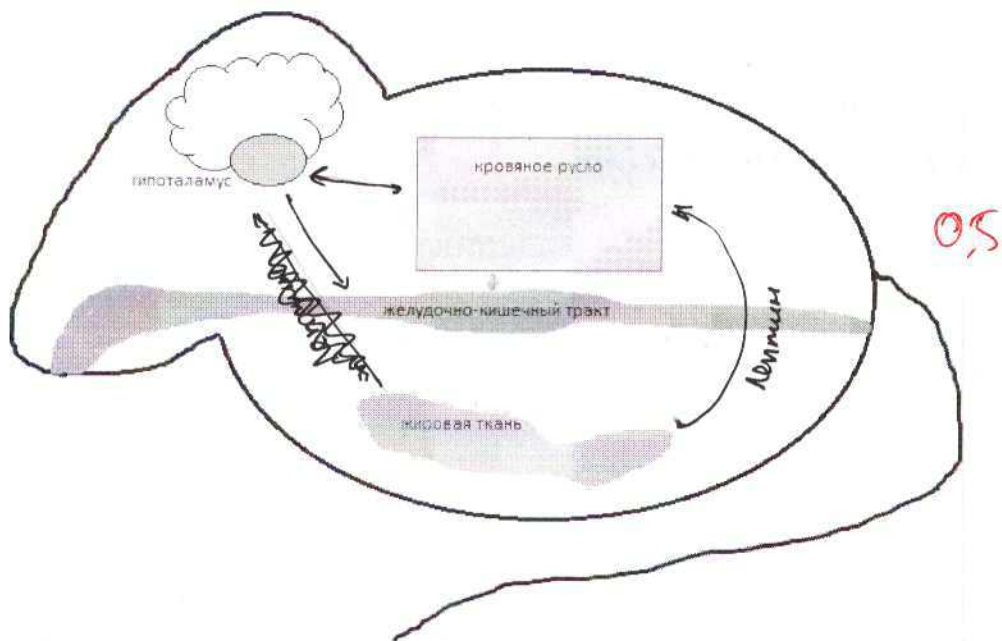 гипоталамус
кровяное русло
0,5
желудочно-кишечный тракт
лептин
жировая ткань